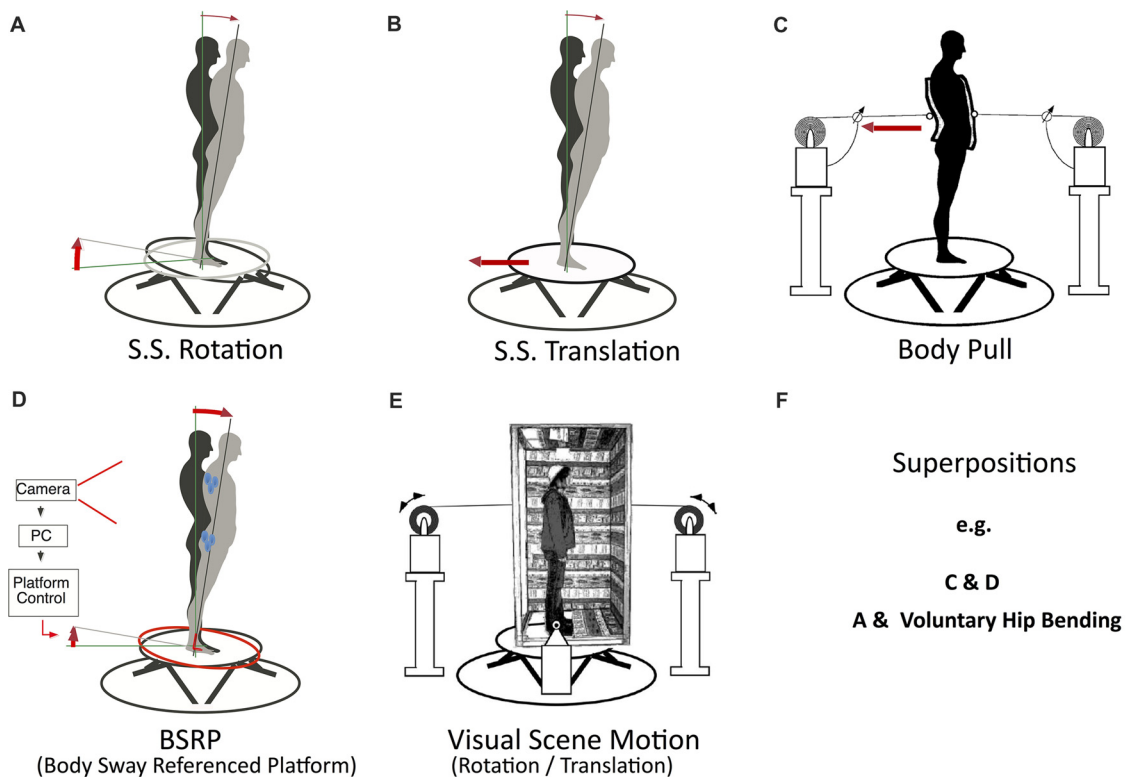 A
S.S. Rotation
B
S.S. Translation
C
Body Pull
D
Camera
PC
Platform
Control
BSRP
(Body Sway Referenced Platform)
E
Visual Scene Motion
(Rotation / Translation)
F
Superpositions
e.g.
C & D
A & Voluntary Hip Bending